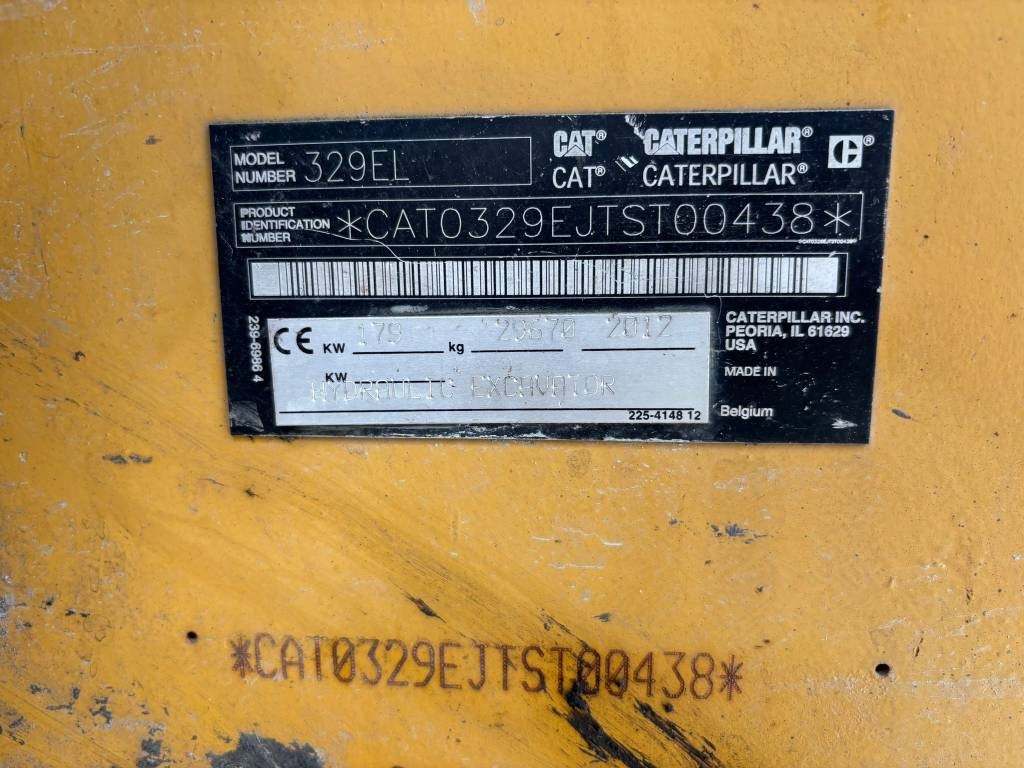 MODEL NUMBER 329EL
CAT® CATERPILLAR® C®
CAT® CATERPILLAR®
PRODUCT IDENTIFICATION NUMBER *CAT0329EJTST00438*
239-6986 4
CE KW 179 kg 29670 2012
KW
HYDRAULIC EXCAVATOR
225-4148 12
CATERPILLAR INC.
PEORIA, IL 61629
USA
MADE IN
Belgium
*CAT0329EJTST00438*